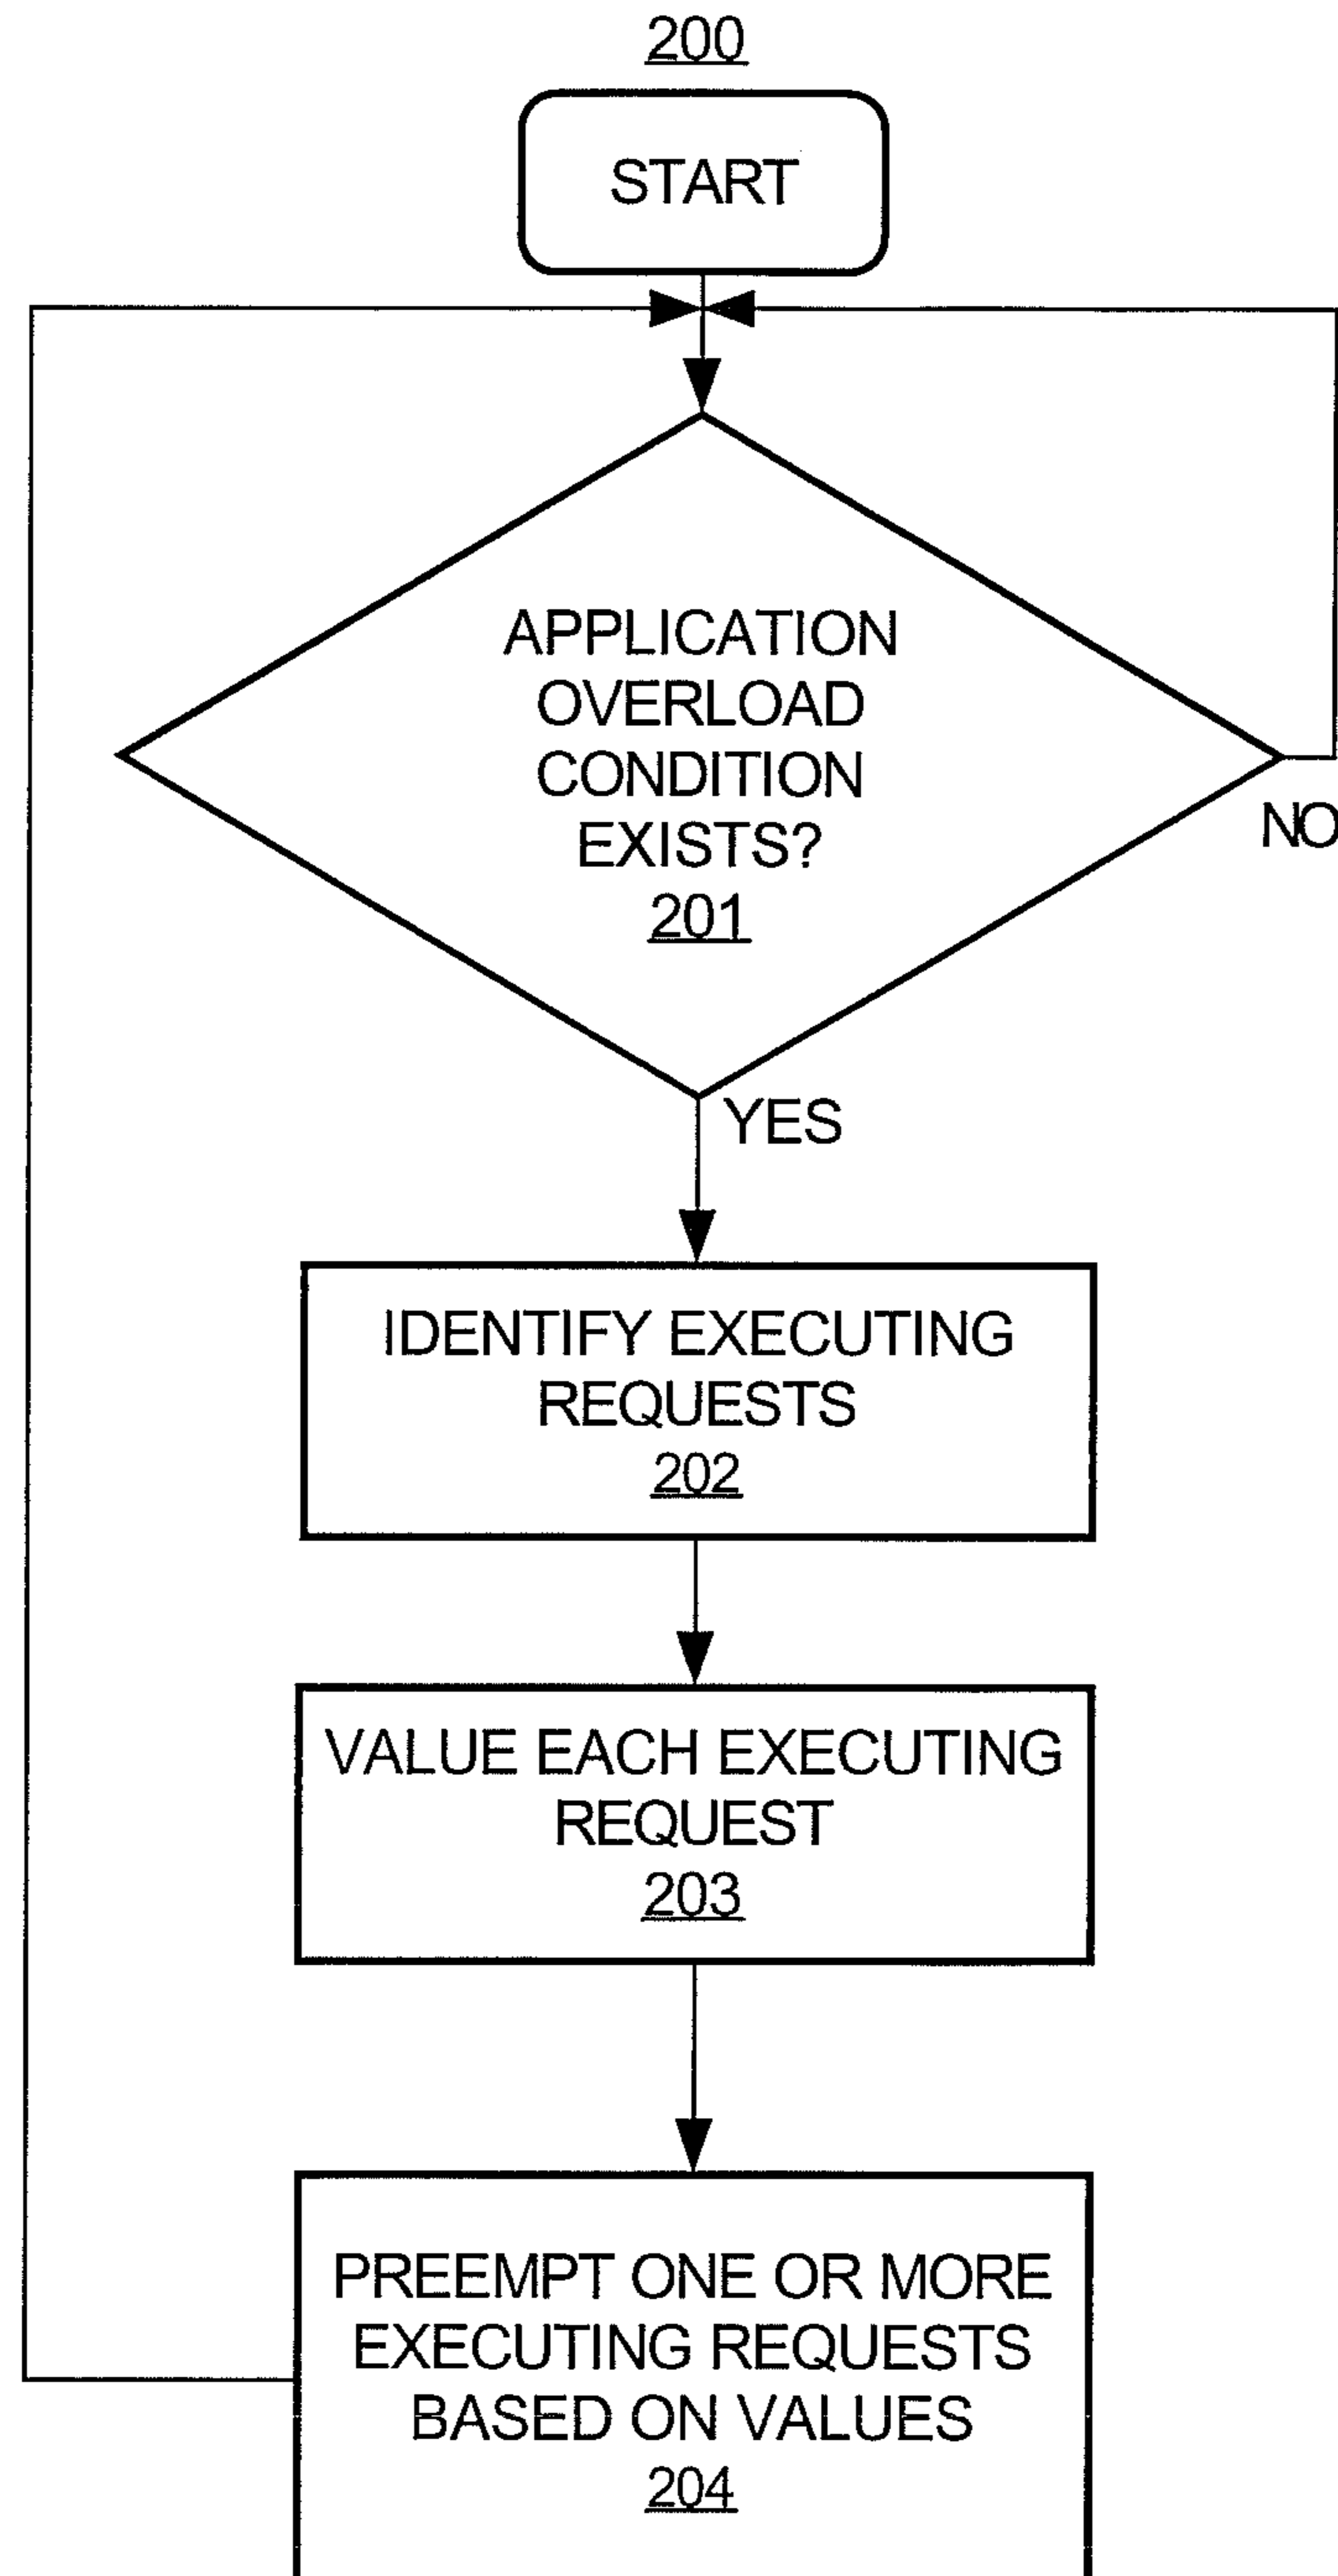 200
START
APPLICATION
OVERLOAD
CONDITION
EXISTS?
201
NO
YES
IDENTIFY EXECUTING
REQUESTS
202
VALUE EACH EXECUTING
REQUEST
203
PREEMPT ONE OR MORE
EXECUTING REQUESTS
BASED ON VALUES
204